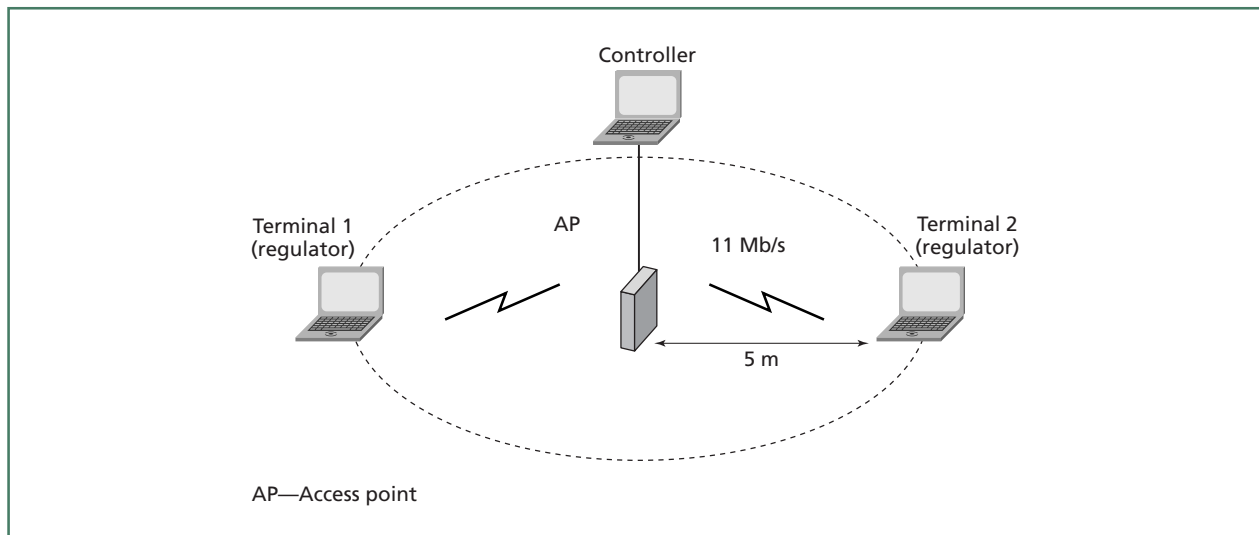 Controller
Terminal 1
(regulator)
AP
11 Mb/s
Terminal 2
(regulator)
5 m
AP—Access point